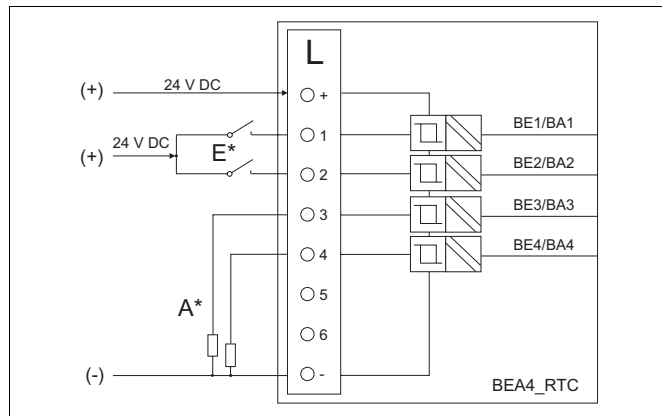 L
(+) 24 V DC +
(+) 24 V DC 1 BE1/BA1
E*
2 BE2/BA2
3 BE3/BA3
4 BE4/BA4
A* 5
6
(-) -
BEA4_RTC